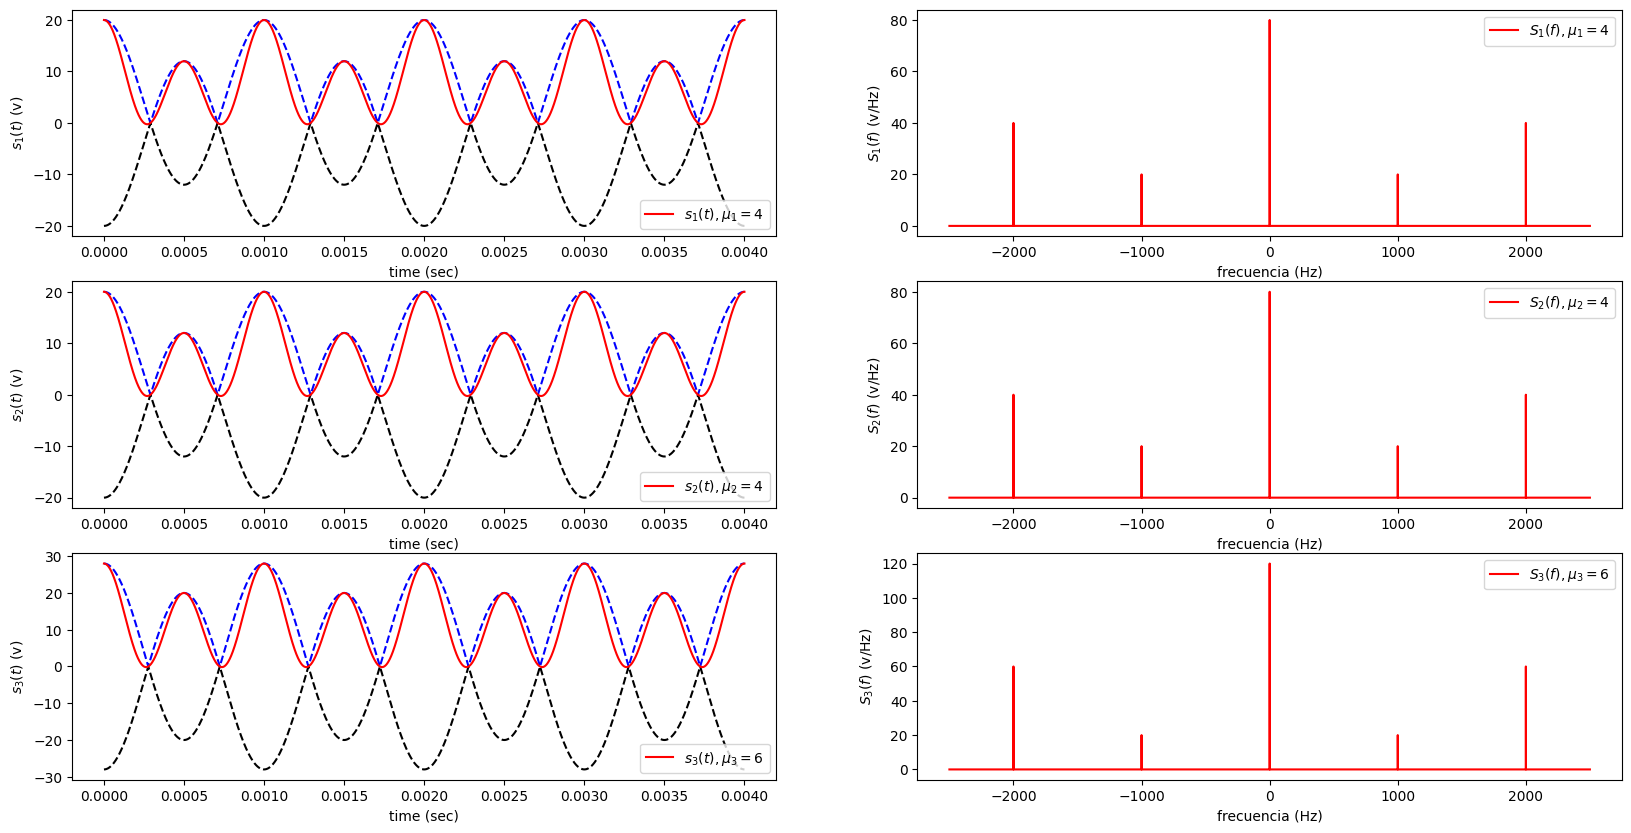 20
10
0
−10
−20
s₁(t) (v)
s₁(t), μ₁ = 4
0.0000 0.0005 0.0010 0.0015 0.0020 0.0025 0.0030 0.0035 0.0040
time (sec)
80
60
40
20
0
S₁(f) (v/Hz)
S₁(f), μ₁ = 4
−2000 −1000 0 1000 2000
frecuencia (Hz)
20
10
0
−10
−20
s₂(t) (v)
s₂(t), μ₂ = 4
0.0000 0.0005 0.0010 0.0015 0.0020 0.0025 0.0030 0.0035 0.0040
time (sec)
80
60
40
20
0
S₂(f) (v/Hz)
S₂(f), μ₂ = 4
−2000 −1000 0 1000 2000
frecuencia (Hz)
30
20
10
0
−10
−20
−30
s₃(t) (v)
s₃(t), μ₃ = 6
0.0000 0.0005 0.0010 0.0015 0.0020 0.0025 0.0030 0.0035 0.0040
time (sec)
120
100
80
60
40
20
0
S₃(f) (v/Hz)
S₃(f), μ₃ = 6
−2000 −1000 0 1000 2000
frecuencia (Hz)